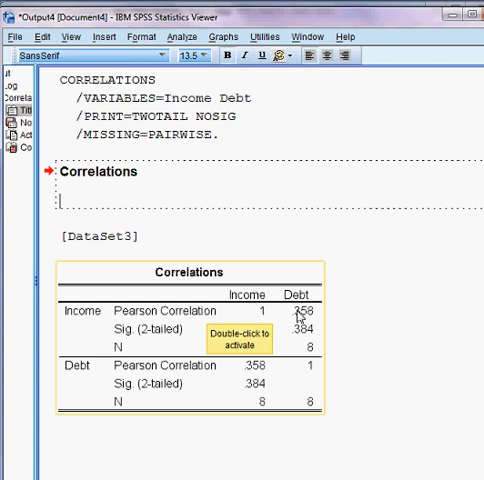 *Output4 [Document4] - IBM SPSS Statistics Viewer
File Edit View Insert Format Analyze Graphs Utilities Window Help
SansSerif 13.5 B I U
ut
Log
Correla
Titl
No
Act
Co
CORRELATIONS
/VARIABLES=Income Debt
/PRINT=TWOTAIL NOSIG
/MISSING=PAIRWISE.
Correlations
[DataSet3]
Correlations
Income Debt
Income Pearson Correlation 1 .358
Sig. (2-tailed) .384
N 8
Double-click to
activate
Debt Pearson Correlation .358 1
Sig. (2-tailed) .384
N 8 8